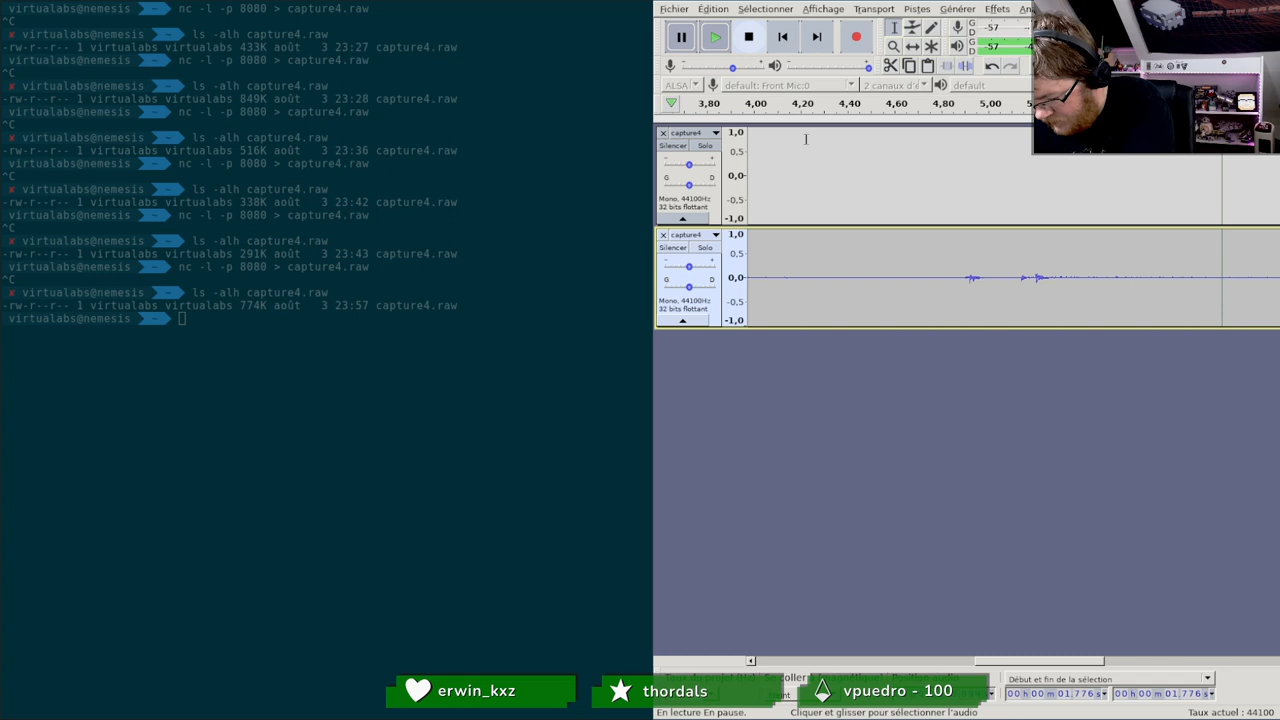 virtualabs@nemesis ~ nc -l -p 8080 > capture4.raw
^C
✘ virtualabs@nemesis ~ ls -alh capture4.raw
-rw-r--r-- 1 virtualabs virtualabs 433K août 3 23:27 capture4.raw
virtualabs@nemesis ~ nc -l -p 8080 > capture4.raw
^C
✘ virtualabs@nemesis ~ ls -alh capture4.raw
-rw-r--r-- 1 virtualabs virtualabs 849K août 3 23:28 capture4.raw
virtualabs@nemesis ~ nc -l -p 8080 > capture4.raw
^C
✘ virtualabs@nemesis ~ ls -alh capture4.raw
-rw-r--r-- 1 virtualabs virtualabs 516K août 3 23:36 capture4.raw
virtualabs@nemesis ~ nc -l -p 8080 > capture4.raw
^C
✘ virtualabs@nemesis ~ ls -alh capture4.raw
-rw-r--r-- 1 virtualabs virtualabs 338K août 3 23:42 capture4.raw
virtualabs@nemesis ~ nc -l -p 8080 > capture4.raw
^C
✘ virtualabs@nemesis ~ ls -alh capture4.raw
-rw-r--r-- 1 virtualabs virtualabs 291K août 3 23:43 capture4.raw
virtualabs@nemesis ~ nc -l -p 8080 > capture4.raw
^C
✘ virtualabs@nemesis ~ ls -alh capture4.raw
-rw-r--r-- 1 virtualabs virtualabs 774K août 3 23:57 capture4.raw
virtualabs@nemesis ~
Fichier Édition Sélectionner Affichage Transport Pistes Générer Effets
G -57
D
G -57
D
ALSA default: Front Mic:0 2 canaux d'e default
3,80 4,00 4,20 4,40 4,60 4,80 5,00
capture4 1,0
Silencer Solo 0,5
G D 0,0
Mono, 44100Hz -0,5
32 bits flottant
-1,0
capture4 1,0
Silencer Solo 0,5
G D 0,0
Mono, 44100Hz -0,5
32 bits flottant
-1,0
Début et fin de la sélection
00 h 00 m 01,776 s 00 h 00 m 01,776 s
erwin_kxz
thordals
vpuedro - 100
En lecture En pause. Cliquer et glisser pour sélectionner l'audio Taux actuel : 44100